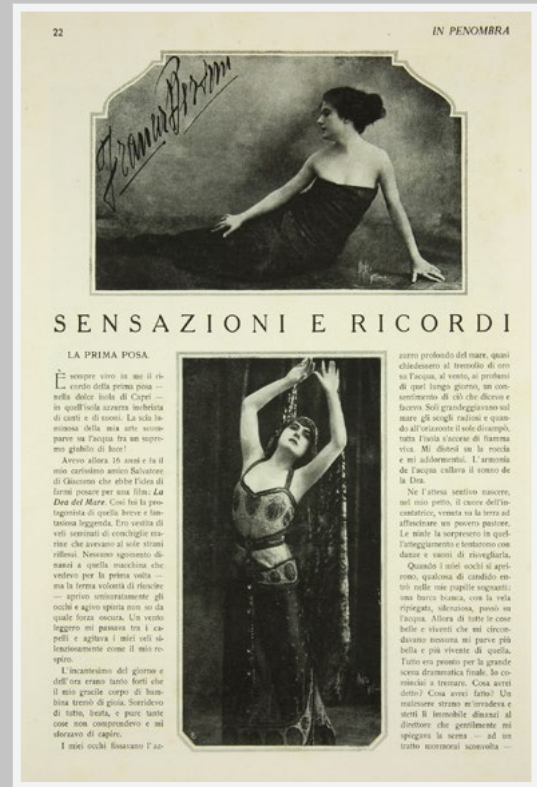 22
IN PENOMBRA
Francesca Bertini
SENSAZIONI E RICORDI
LA PRIMA POSA.
È sempre vivo in me il ri-
cordo della prima posa —
nella dolce isola di Capri —
in quell'isola azzurra inebriata
di canti e di suoni. La scia lu-
minosa della mia arte scom-
parve su l'acqua fra un supre-
mo giubilo di luce!
Avevo allora 16 anni e fu il
mio carissimo amico Salvatore
di Giacomo che ebbe l'idea di
farmi posare per una film: La
Dea del Mare. Così fui la pro-
tagonista di quella breve e fan-
tasiosa leggenda. Ero vestita di
veli seminati di conchiglie ma-
rine che avevano al sole strani
riflessi. Nessuno sgomento di-
nanzi a quella macchina che
vedevo per la prima volta —
ma la ferma volontà di riuscire
— aprivo smisuratamente gli
occhi e agivo spinta non so da
quale forza oscura. Un vento
leggero mi passava tra i ca-
pelli e agitava i miei veli si-
lenziosamente come il mio re-
spiro.
L'incantesimo del giorno e
dell'ora erano tanto forti che
il mio gracile corpo di bam-
bina tremò di gioia. Sorridevo
di tutto, beata, e pure tante
cose non comprendevo e mi
sforzavo di capire.
I miei occhi fissavano l'az-
zurro profondo del mare, quasi
chiedessero al tremolio di oro
su l'acqua, al vento, ai profumi
di quel lungo giorno, un con-
sentimento di ciò che dicevo e
facevo. Soli grandeggiavano sul
mare gli scogli radiosi e quan-
do all'orizzonte il sole divampò,
tutta l'isola s'accese di fiamma
viva. Mi distesi su la roccia
e mi addormentai. L'armonia
de l'acqua cullava il sonno de
la Dea.
Ne l'attesa sentivo nascere,
nel mio petto, il cuore dell'in-
cantatrice, venuta su la terra ad
affascinare un povero pastore.
Le ninfe la sorpresero in quel-
l'atteggiamento e tentarono con
danze e suoni di risvegliarla.
Quando i miei occhi si apri-
rono, qualcosa di candido en-
trò nelle mie pupille sognanti:
una barca bianca, con la vela
ripiegata, silenziosa, passò su
l'acqua. Allora di tutte le cose
belle e viventi che mi circon-
davano nessuna mi parve più
bella e più vivente di quella.
Tutto era pronto per la grande
scena drammatica finale. Io co-
minciai a tremare. Cosa avrei
detto? Cosa avrei fatto? Un
malessere strano m'invadeva e
stetti lì immobile dinanzi al
direttore che gentilmente mi
spiegava la scena — ad un
tratto mormorai sconvolta —